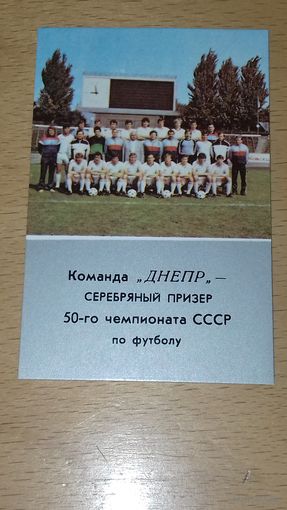 Команда „ДНЕПР„ —
СЕРЕБРЯНЫЙ ПРИЗЕР
50-го чемпионата СССР
по футболу